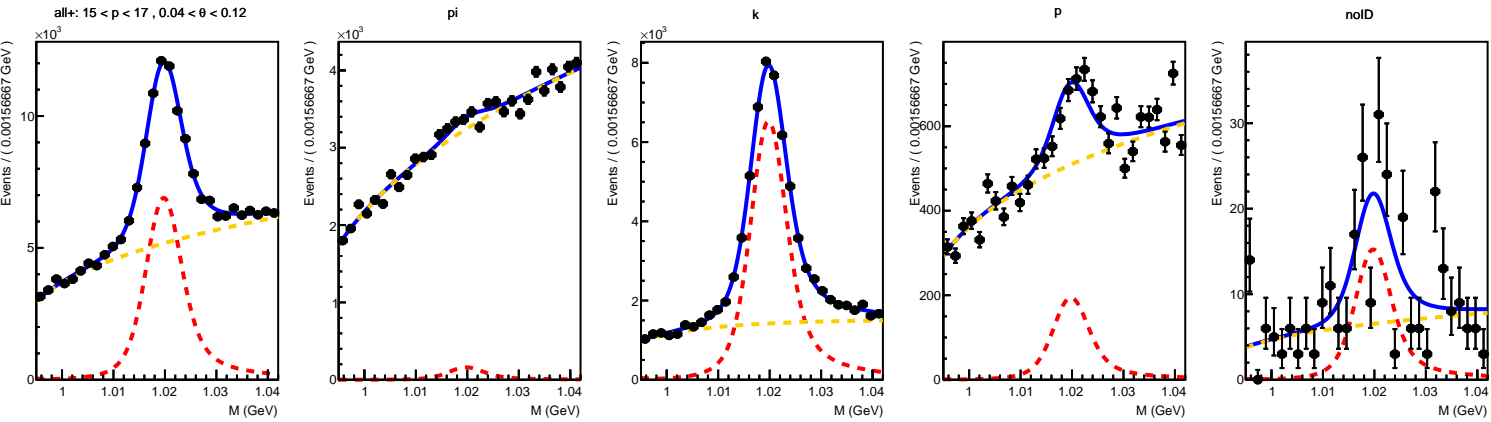 all+: 15 < p < 17 , 0.04 < θ < 0.12
×10³
Events / ( 0.00156667 GeV )
10
5
0
1 1.01 1.02 1.03 1.04
M (GeV)
pi
×10³
Events / ( 0.00156667 GeV )
4
3
2
1
0
1 1.01 1.02 1.03 1.04
M (GeV)
k
×10³
Events / ( 0.00156667 GeV )
8
6
4
2
0
1 1.01 1.02 1.03 1.04
M (GeV)
p
Events / ( 0.00156667 GeV )
600
400
200
0
1 1.01 1.02 1.03 1.04
M (GeV)
noID
Events / ( 0.00156667 GeV )
30
20
10
0
1 1.01 1.02 1.03 1.04
M (GeV)